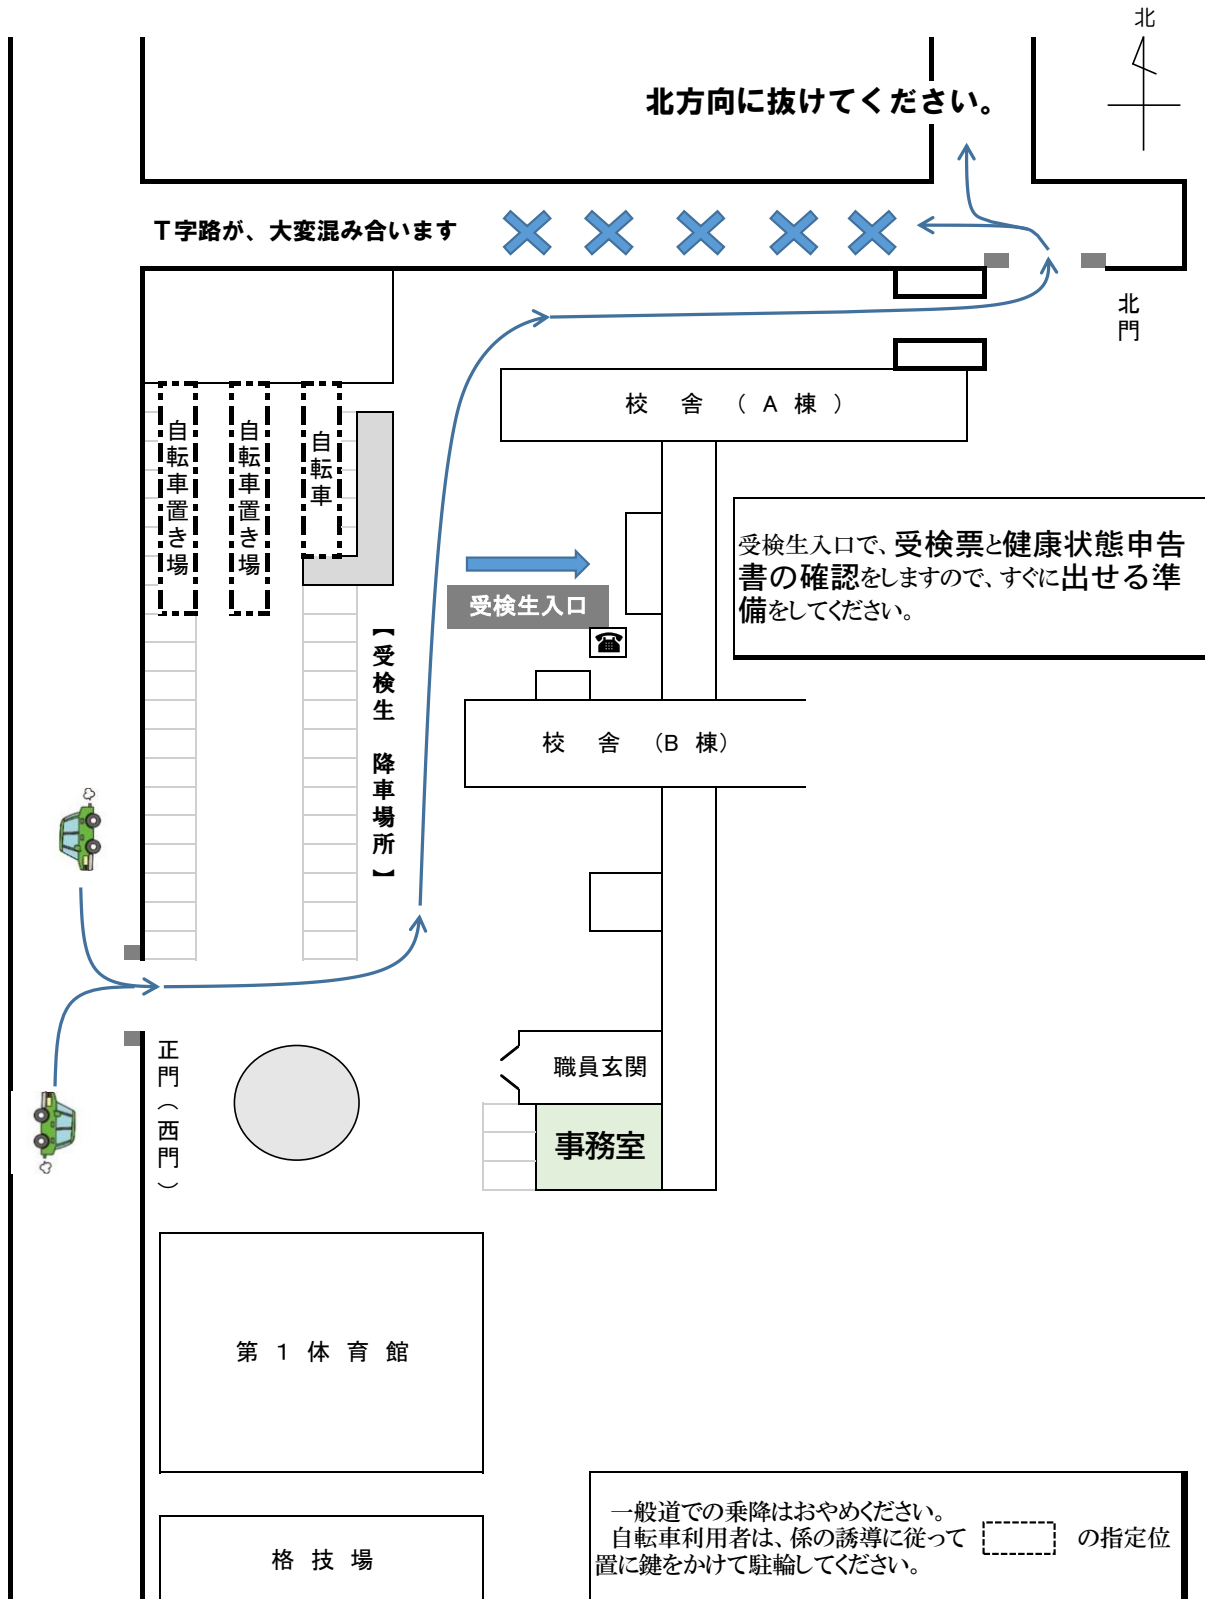 北
北方向に抜けてください。
T字路が、大変混み合います
北門
校 舎 ( A 棟 )
自転車置き場
自転車置き場
自転車
受検生入口で、受検票と健康状態申告
書の確認をしますので、すぐに出せる準
備をしてください。
受検生入口
【受検生 降車場所】
校 舎 (B 棟)
正門(西門)
職員玄関
事務室
第 1 体 育 館
格 技 場
一般道での乗降はおやめください。
自転車利用者は、係の誘導に従って の指定位
置に鍵をかけて駐輪してください。